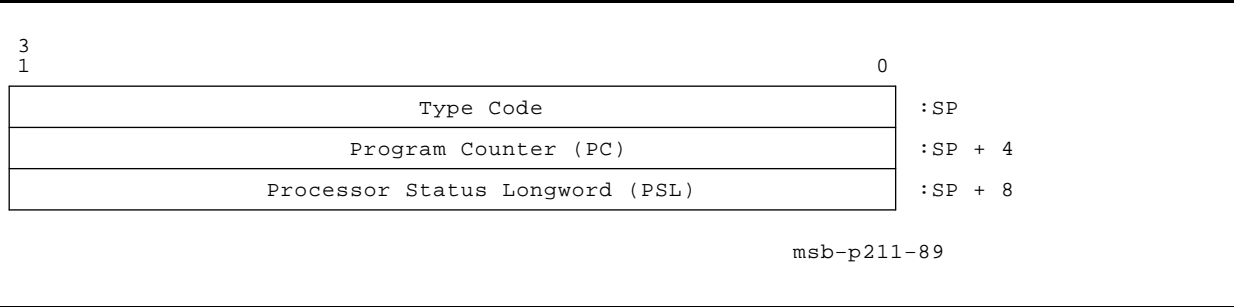 3
1 0
Type Code :SP
Program Counter (PC) :SP + 4
Processor Status Longword (PSL) :SP + 8
msb-p211-89